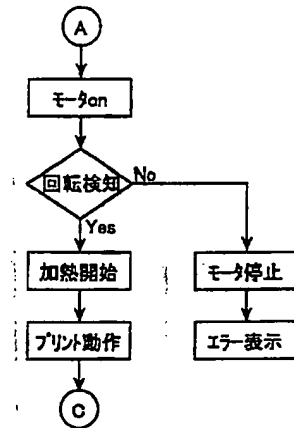 A
モータon
回転検知
No
Yes
加熱開始
モータ停止
プリント動作
エラー表示
C